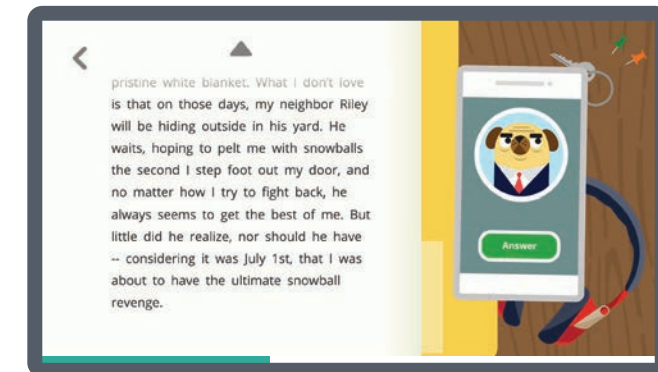 pristine white blanket. What I don't love
is that on those days, my neighbor Riley
will be hiding outside in his yard. He
waits, hoping to pelt me with snowballs
the second I step foot out my door, and
no matter how I try to fight back, he
always seems to get the best of me. But
little did he realize, nor should he have
-- considering it was July 1st, that I was
about to have the ultimate snowball
revenge.
Answer